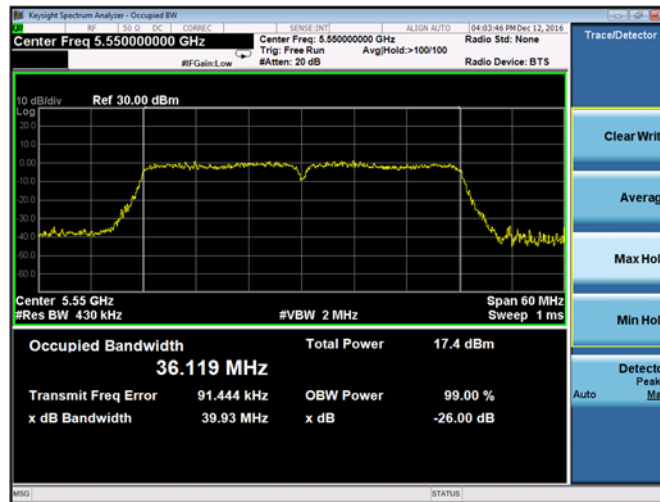 Keysight Spectrum Analyzer - Occupied BW
RF 50 Ω DC CORREC SENSE:INT ALIGN AUTO 04:03:46 PM Dec 12, 2016
Center Freq 5.550000000 GHz Center Freq: 5.550000000 GHz Radio Std: None
Trig: Free Run Avg|Hold:>100/100
#IFGain:Low #Atten: 20 dB Radio Device: BTS
Trace/Detector
10 dB/div Ref 30.00 dBm
Log
20.0
10.0
0.00
-10.0
-20.0
-30.0
-40.0
-50.0
-60.0
Center 5.55 GHz Span 60 MHz
#Res BW 430 kHz #VBW 2 MHz Sweep 1 ms
Occupied Bandwidth Total Power 17.4 dBm
36.119 MHz
Transmit Freq Error 91.444 kHz OBW Power 99.00 %
x dB Bandwidth 39.93 MHz x dB -26.00 dB
Clear Writ
Averag
Max Hol
Min Hol
Detecto
Peak
Auto Ma
MSG STATUS